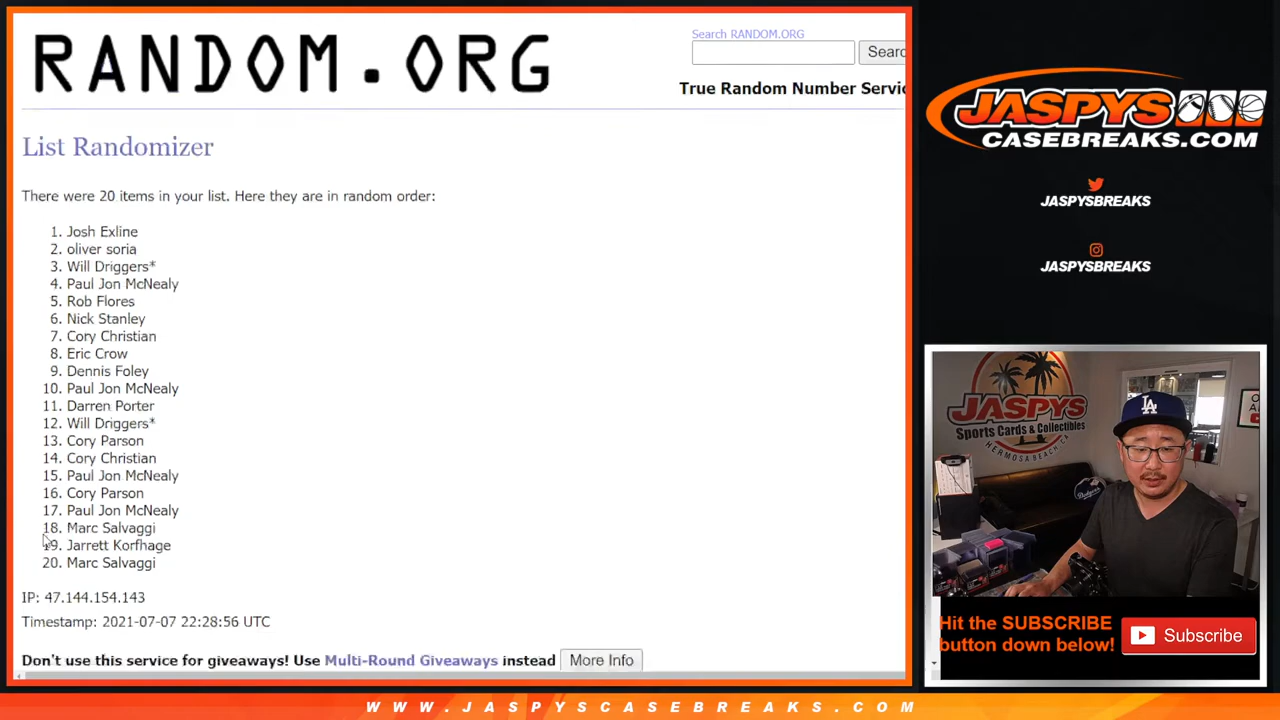 RANDOM.ORG
Search RANDOM.ORG
Searc
True Random Number Servic
List Randomizer
There were 20 items in your list. Here they are in random order:
1. Josh Exline
2. oliver soria
3. Will Driggers*
4. Paul Jon McNealy
5. Rob Flores
6. Nick Stanley
7. Cory Christian
8. Eric Crow
9. Dennis Foley
10. Paul Jon McNealy
11. Darren Porter
12. Will Driggers*
13. Cory Parson
14. Cory Christian
15. Paul Jon McNealy
16. Cory Parson
17. Paul Jon McNealy
18. Marc Salvaggi
19. Jarrett Korfhage
20. Marc Salvaggi
IP: 47.144.154.143
Timestamp: 2021-07-07 22:28:56 UTC
Don't use this service for giveaways! Use Multi-Round Giveaways instead
More Info
JASPYS
CASEBREAKS.COM
JASPYSBREAKS
JASPYSBREAKS
JASPYS
Sports Cards & Collectibles
HERMOSA BEACH, CA
LA
Dodgers
Hit the SUBSCRIBE
button down below!
Subscribe
WWW.JASPYSCASEBREAKS.COM